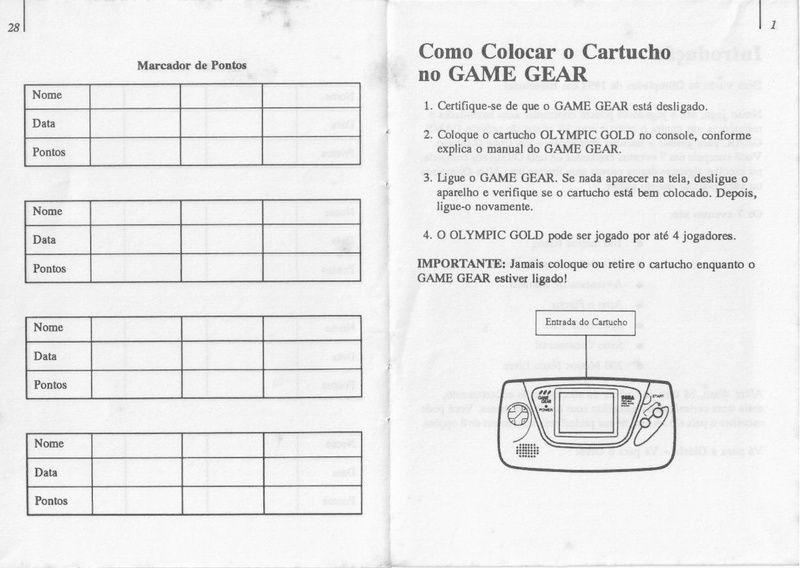 28
Marcador de Pontos
Nome
Data
Pontos
Nome
Data
Pontos
Nome
Data
Pontos
Nome
Data
Pontos
1
Como Colocar o Cartucho
no GAME GEAR
1. Certifique-se de que o GAME GEAR está desligado.
2. Coloque o cartucho OLYMPIC GOLD no console, conforme
explica o manual do GAME GEAR.
3. Ligue o GAME GEAR. Se nada aparecer na tela, desligue o
aparelho e verifique se o cartucho está bem colocado. Depois,
ligue-o novamente.
4. O OLYMPIC GOLD pode ser jogado por até 4 jogadores.
IMPORTANTE: Jamais coloque ou retire o cartucho enquanto o
GAME GEAR estiver ligado!
Entrada do Cartucho
GAME
GEAR
POWER
SEGA
START